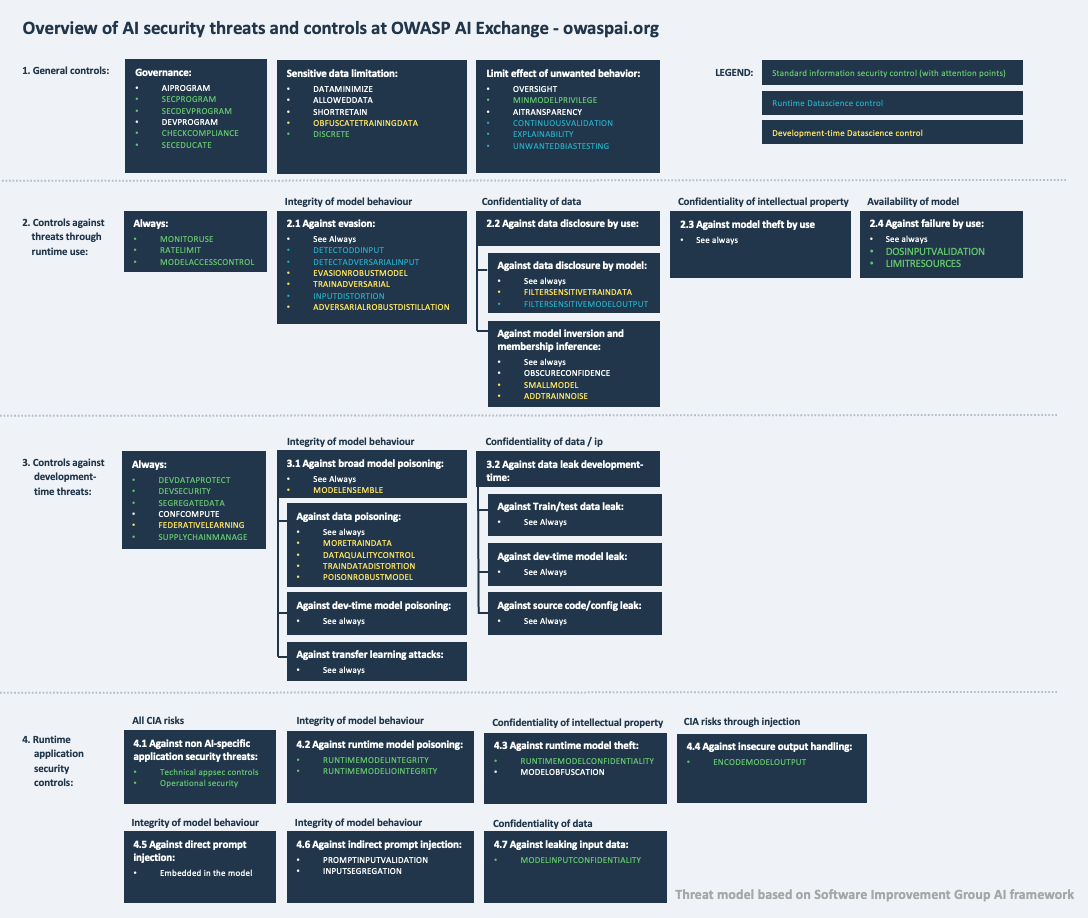 Overview of AI security threats and controls at OWASP AI Exchange - owaspai.org
1. General controls:
Governance:
• AIPROGRAM
• SECPROGRAM
• SECDEVPROGRAM
• DEVPROGRAM
• CHECKCOMPLIANCE
• SECEDUCATE
Sensitive data limitation:
• DATAMINIMIZE
• ALLOWEDDATA
• SHORTRETAIN
• OBFUSCATETRAININGDATA
• DISCRETE
Limit effect of unwanted behavior:
• OVERSIGHT
• MINMODELPRIVILEGE
• AITRANSPARENCY
• CONTINUOUSVALIDATION
• EXPLAINABILITY
• UNWANTEDBIASTESTING
LEGEND:
Standard information security control (with attention points)
Runtime Datascience control
Development-time Datascience control
2. Controls against
threats through
runtime use:
Always:
• MONITORUSE
• RATELIMIT
• MODELACCESSCONTROL
Integrity of model behaviour
2.1 Against evasion:
• See Always
• DETECTODDINPUT
• DETECTADVERSARIALINPUT
• EVASIONROBUSTMODEL
• TRAINADVERSARIAL
• INPUTDISTORTION
• ADVERSARIALROBUSTDISTILLATION
Confidentiality of data
2.2 Against data disclosure by use:
Against data disclosure by model:
• See always
• FILTERSENSITIVETRAINDATA
• FILTERSENSITIVEMODELOUTPUT
Against model inversion and
membership inference:
• See always
• OBSCURECONFIDENCE
• SMALLMODEL
• ADDTRAINNOISE
Confidentiality of intellectual property
2.3 Against model theft by use
• See always
Availability of model
2.4 Against failure by use:
• See always
• DOSINPUTVALIDATION
• LIMITRESOURCES
3. Controls against
development-
time threats:
Always:
• DEVDATAPROTECT
• DEVSECURITY
• SEGREGATEDATA
• CONFCOMPUTE
• FEDERATIVELEARNING
• SUPPLYCHAINMANAGE
Integrity of model behaviour
3.1 Against broad model poisoning:
• See Always
• MODELENSEMBLE
Against data poisoning:
• See always
• MORETRAINDATA
• DATAQUALITYCONTROL
• TRAINDATADISTORTION
• POISONROBUSTMODEL
Against dev-time model poisoning:
• See always
Against transfer learning attacks:
• See always
Confidentiality of data / ip
3.2 Against data leak development-
time:
Against Train/test data leak:
• See Always
Against dev-time model leak:
• See Always
Against source code/config leak:
• See Always
4. Runtime
application
security
controls:
All CIA risks
4.1 Against non AI-specific
application security threats:
• Technical appsec controls
• Operational security
Integrity of model behaviour
4.2 Against runtime model poisoning:
• RUNTIMEMODELINTEGRITY
• RUNTIMEMODELIOINTEGRITY
Confidentiality of intellectual property
4.3 Against runtime model theft:
• RUNTIMEMODELCONFIDENTIALITY
• MODELOBFUSCATION
CIA risks through injection
4.4 Against insecure output handling:
• ENCODEMODELOUTPUT
Integrity of model behaviour
4.5 Against direct prompt
injection:
• Embedded in the model
Integrity of model behaviour
4.6 Against indirect prompt injection:
• PROMPTINPUTVALIDATION
• INPUTSEGREGATION
Confidentiality of data
4.7 Against leaking input data:
• MODELINPUTCONFIDENTIALITY
Threat model based on Software Improvement Group AI framework